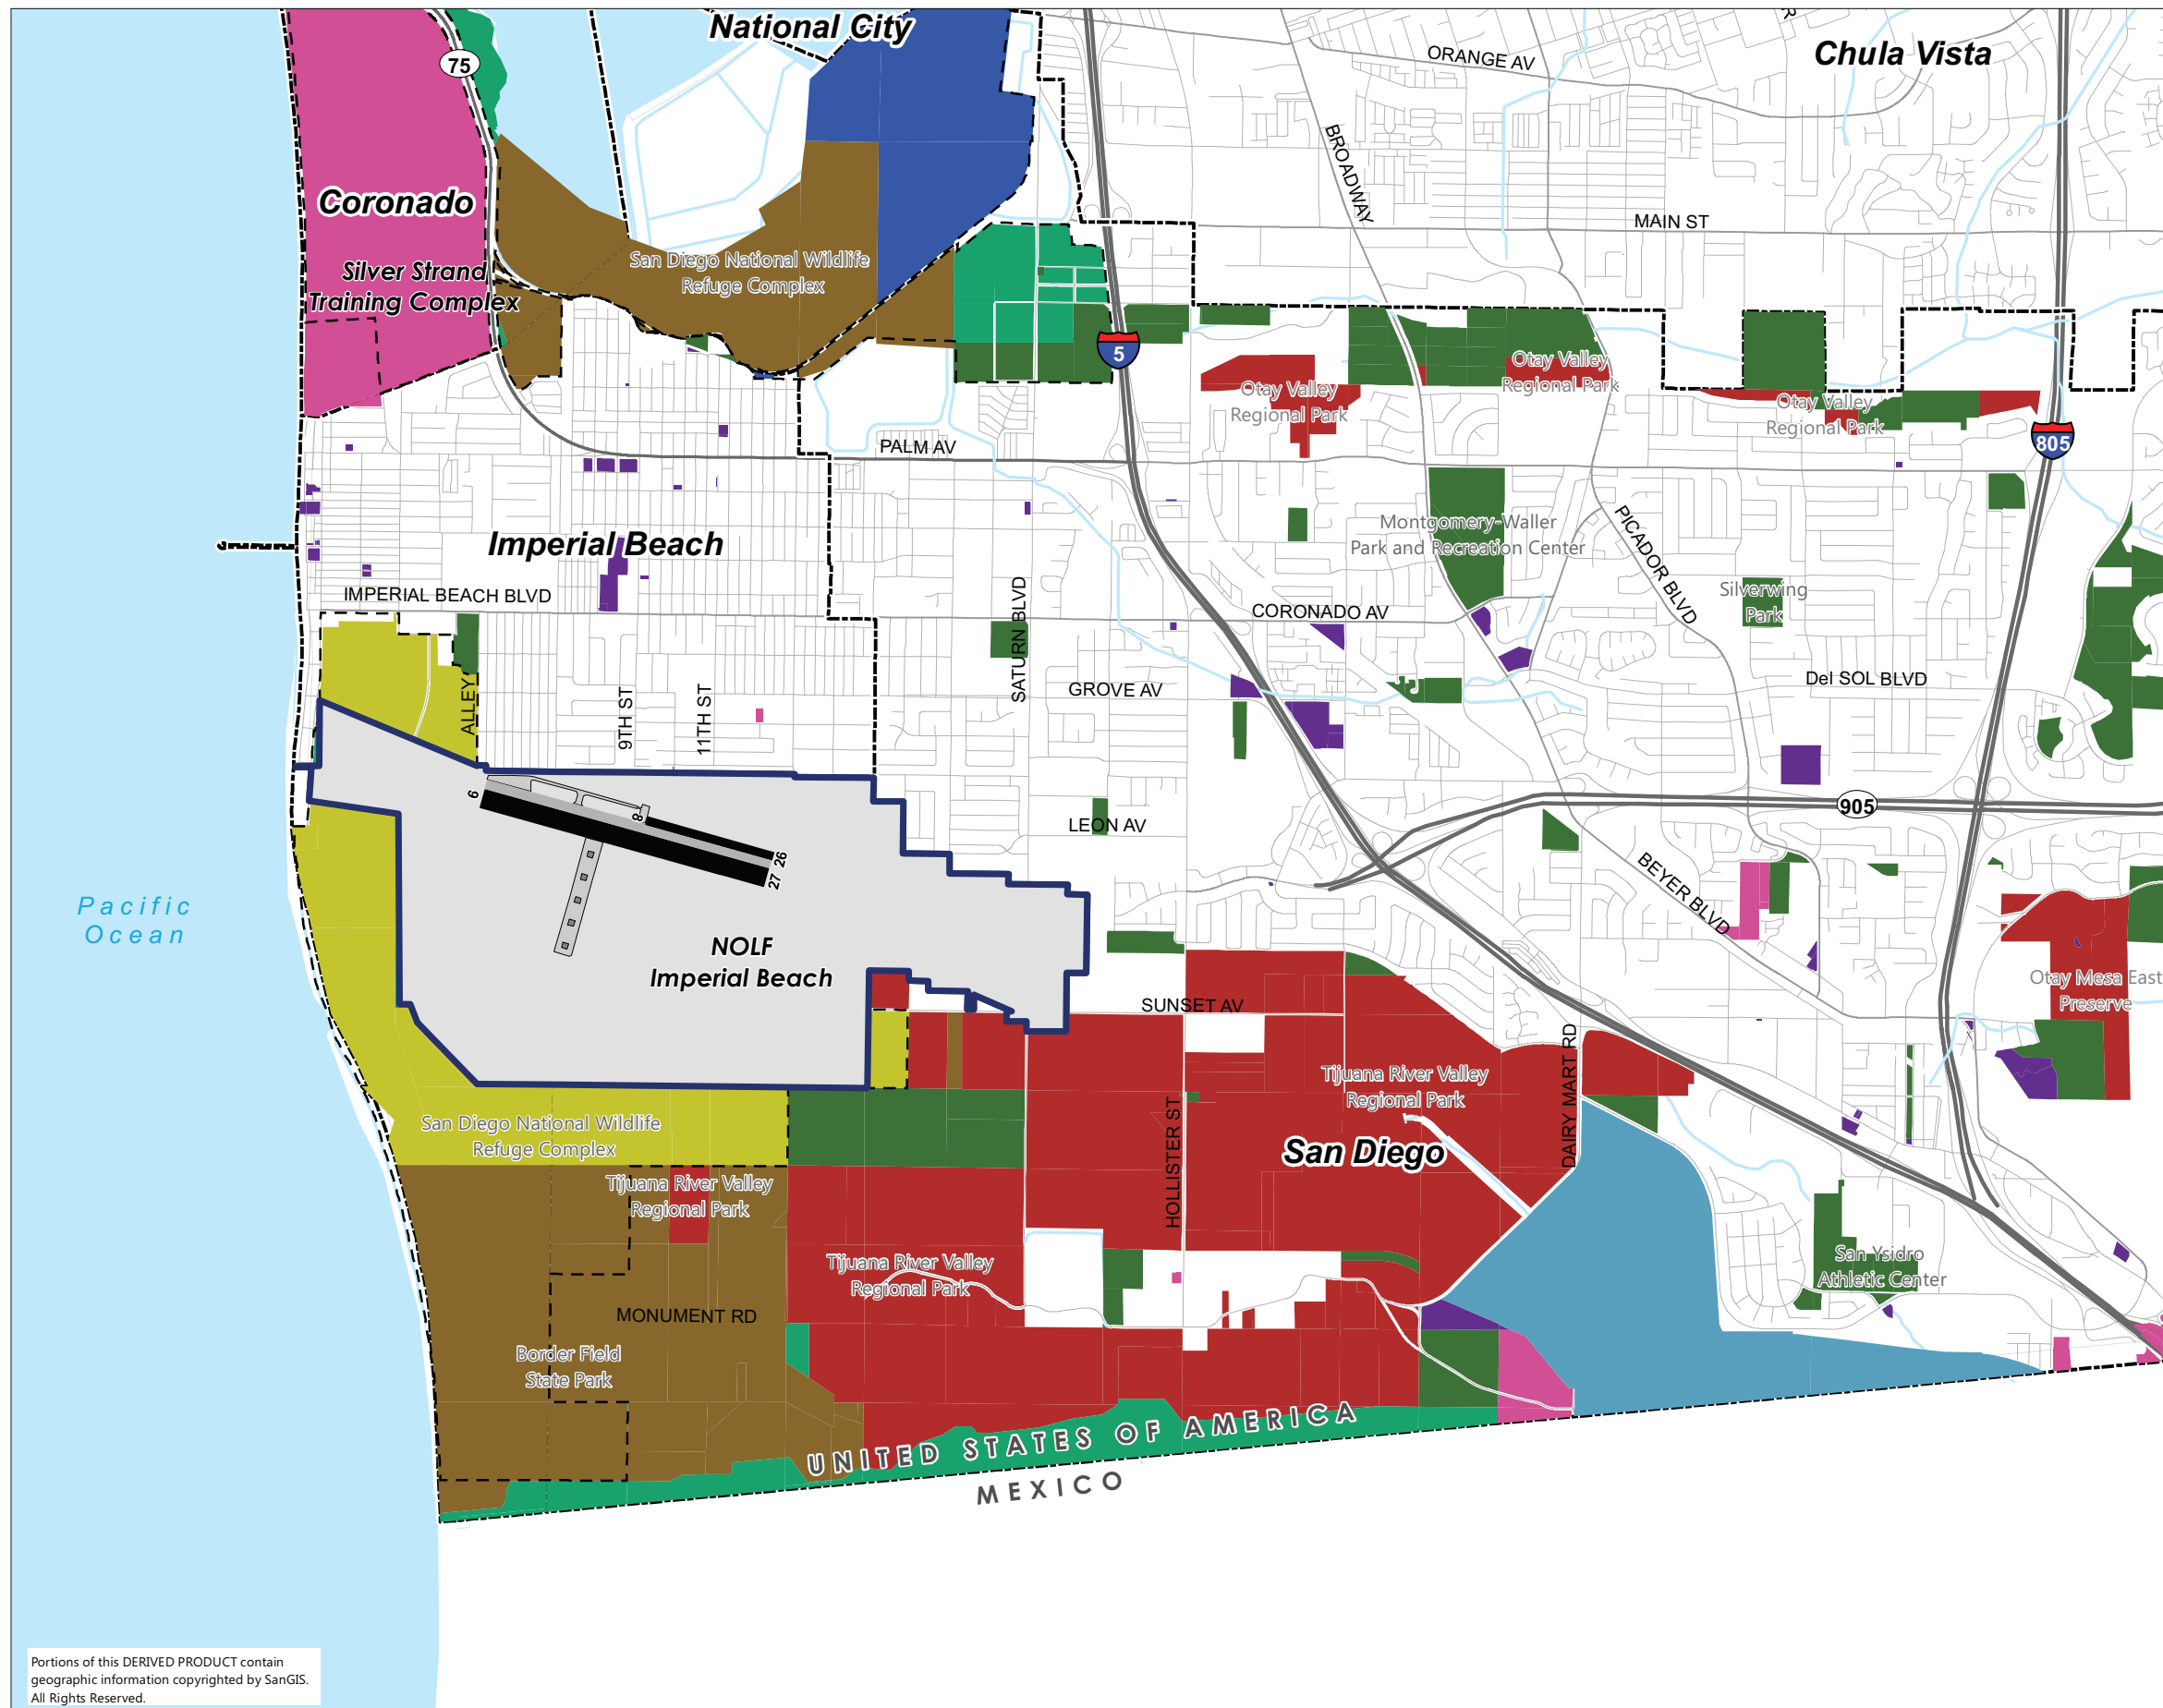 National City
Chula Vista
ORANGE AV
75
BROADWAY
Coronado
MAIN ST
San Diego National Wildlife
Refuge Complex
Silver Strand
Training Complex
5
Otay Valley
Regional Park
Otay Valley
Regional Park
Otay Valley
Regional Park
805
PALM AV
Montgomery-Waller
Park and Recreation Center
PICADOR BLVD
Imperial Beach
IMPERIAL BEACH BLVD
SATURN BLVD
CORONADO AV
Silverwing
Park
Del SOL BLVD
GROVE AV
ALLEY
9TH ST
11TH ST
6
8
26
27
LEON AV
905
BEYER BLVD
Pacific
Ocean
NOLF
Imperial Beach
SUNSET AV
Otay Mesa East
Preserve
DAIRY MART RD
Tijuana River Valley
Regional Park
HOLLISTER ST
San Diego
San Diego National Wildlife
Refuge Complex
Tijuana River Valley
Regional Park
Tijuana River Valley
Regional Park
San Ysidro
Athletic Center
MONUMENT RD
Border Field
State Park
UNITED STATES OF AMERICA
MEXICO
Portions of this DERIVED PRODUCT contain
geographic information copyrighted by SanGIS.
All Rights Reserved.